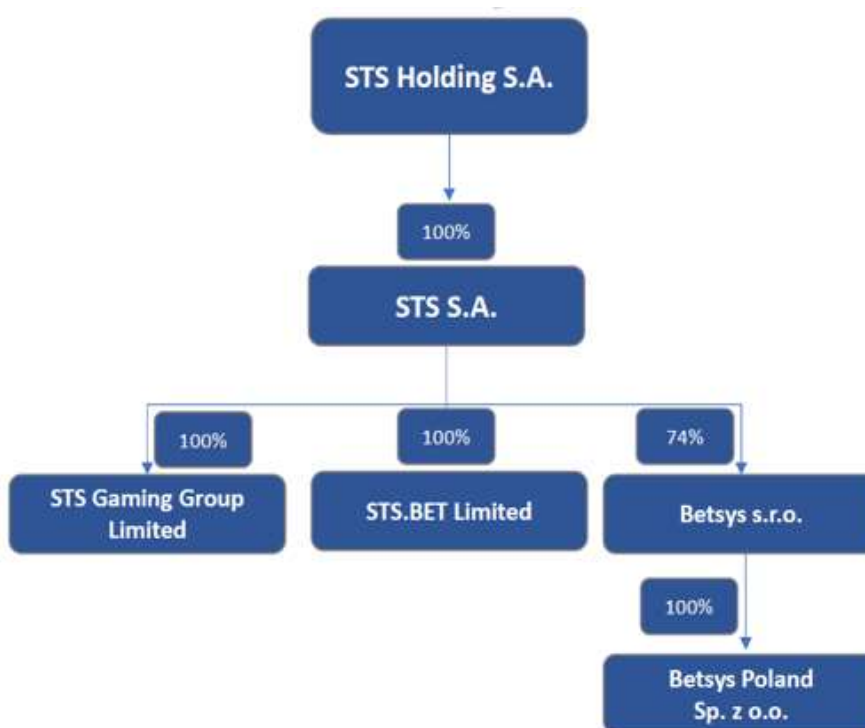 STS Holding S.A.
100%
STS S.A.
100%
100%
74%
STS Gaming Group
Limited
STS.BET Limited
Betsys s.r.o.
100%
Betsys Poland
Sp. z o.o.